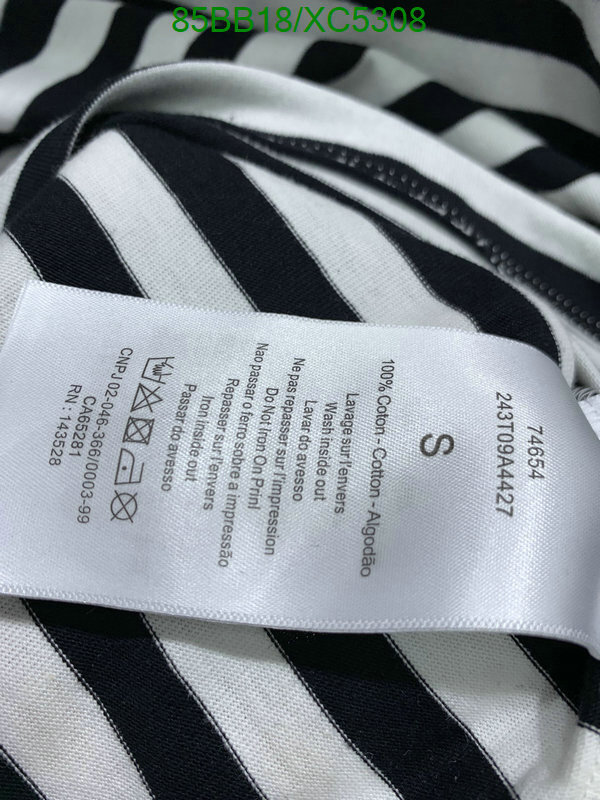 85BB18/XC5308
74654
243T09A4427
S
100% Coton - Cotton - Algodão
Lavage sur l'envers
Wash inside out
Lavar do avesso
Ne pas repasser sur l'impression
Do Not Iron On Prinl
Nao passar o ferro sobre a impressão
Repasser sur l'envers
Iron inside out
Passar do avesso
CNPJ 02-046-366/0003-99
CA65281
RN : 143528